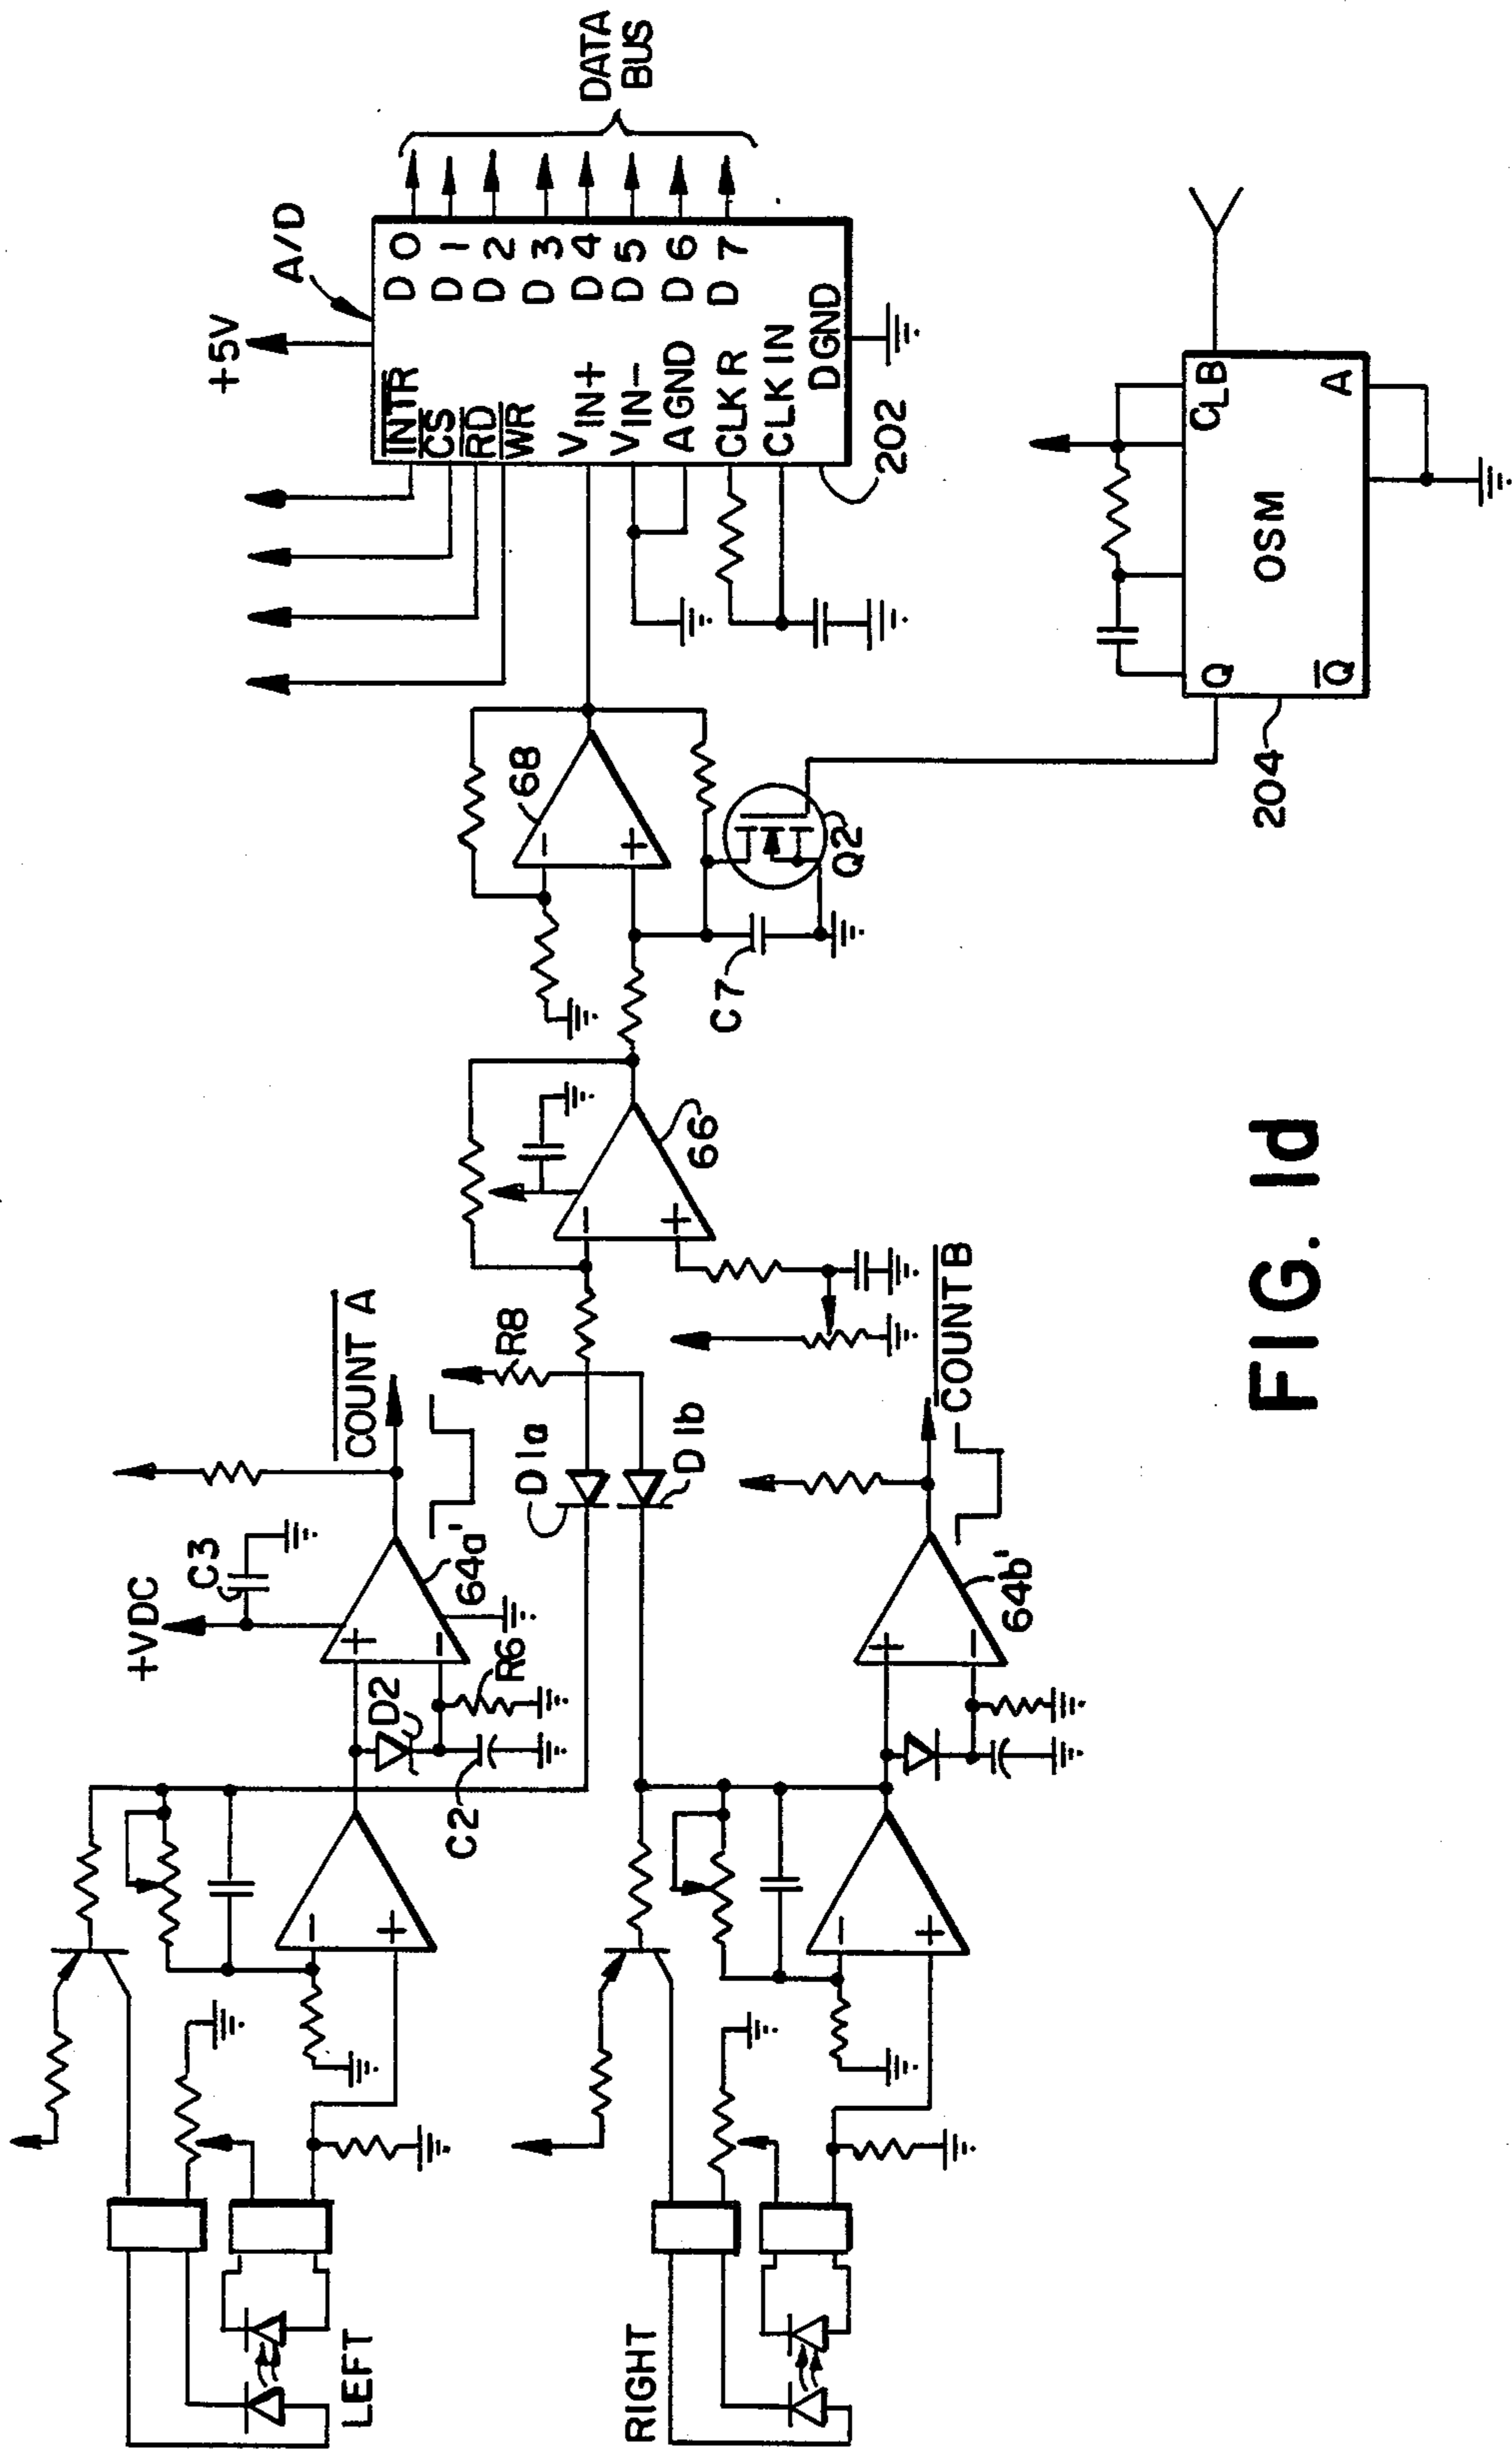 +5V
A/D
INTR
CS
RD
WR
VIN+
VIN-
A GND
CLK R
CLK IN
D GND
D 0
D 1
D 2
D 3
D 4
D 5
D 6
D 7
DATA
BUS
202
68
Q2
C7
66
COUNT A
R8
D1a
D1b
+VDC
C3
64a'
D2
R6
C2
COUNT B
64b'
LEFT
RIGHT
CL
B
A
OSM
Q
Q
204
+
-
+
-
+
-
+
-
+
-
+
-
FIG. 1d